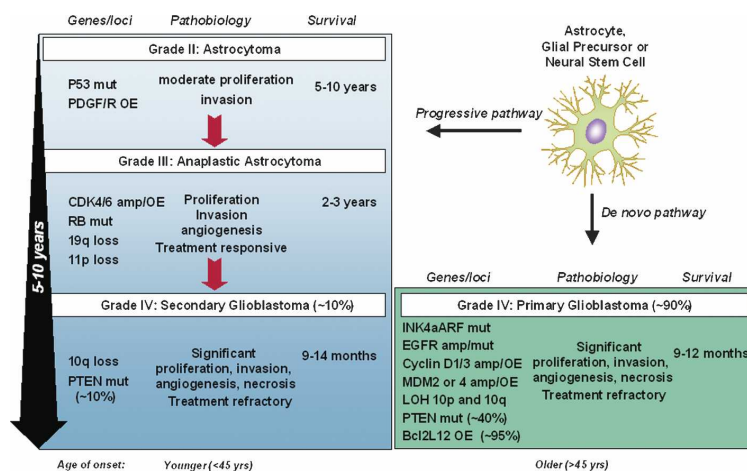 Genes/loci Pathobiology Survival
Grade II: Astrocytoma
P53 mut
PDGF/R OE
moderate proliferation
invasion
5-10 years
Grade III: Anaplastic Astrocytoma
CDK4/6 amp/OE
RB mut
19q loss
11p loss
Proliferation
Invasion
angiogenesis
Treatment responsive
2-3 years
Grade IV: Secondary Glioblastoma (~10%)
10q loss
PTEN mut
(~10%)
Significant
proliferation, invasion,
angiogenesis, necrosis
Treatment refractory
9-14 months
5-10 years
Age of onset: Younger (<45 yrs)
Astrocyte,
Glial Precursor or
Neural Stem Cell
Progressive pathway
De novo pathway
Genes/loci Pathobiology Survival
Grade IV: Primary Glioblastoma (~90%)
INK4aARF mut
EGFR amp/mut
Cyclin D1/3 amp/OE
MDM2 or 4 amp/OE
LOH 10p and 10q
PTEN mut (~40%)
Bcl2L12 OE (~95%)
Significant
proliferation, invasion,
angiogenesis, necrosis
Treatment refractory
9-12 months
Older (>45 yrs)